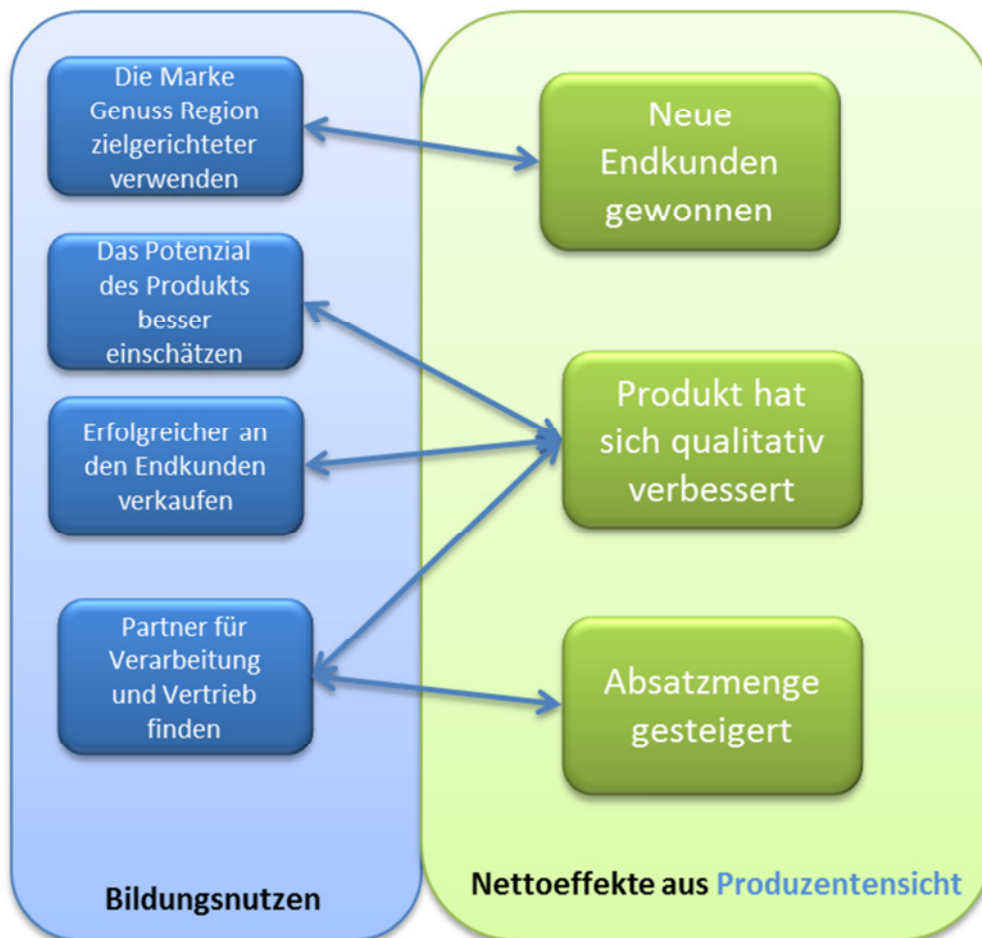 Die Marke
Genuss Region
zielgerichteter
verwenden
Das Potenzial
des Produkts
besser
einschätzen
Erfolgreicher an
den Endkunden
verkaufen
Partner für
Verarbeitung
und Vertrieb
finden
Bildungsnutzen
Neue
Endkunden
gewonnen
Produkt hat
sich qualitativ
verbessert
Absatzmenge
gesteigert
Nettoeffekte aus Produzentensicht